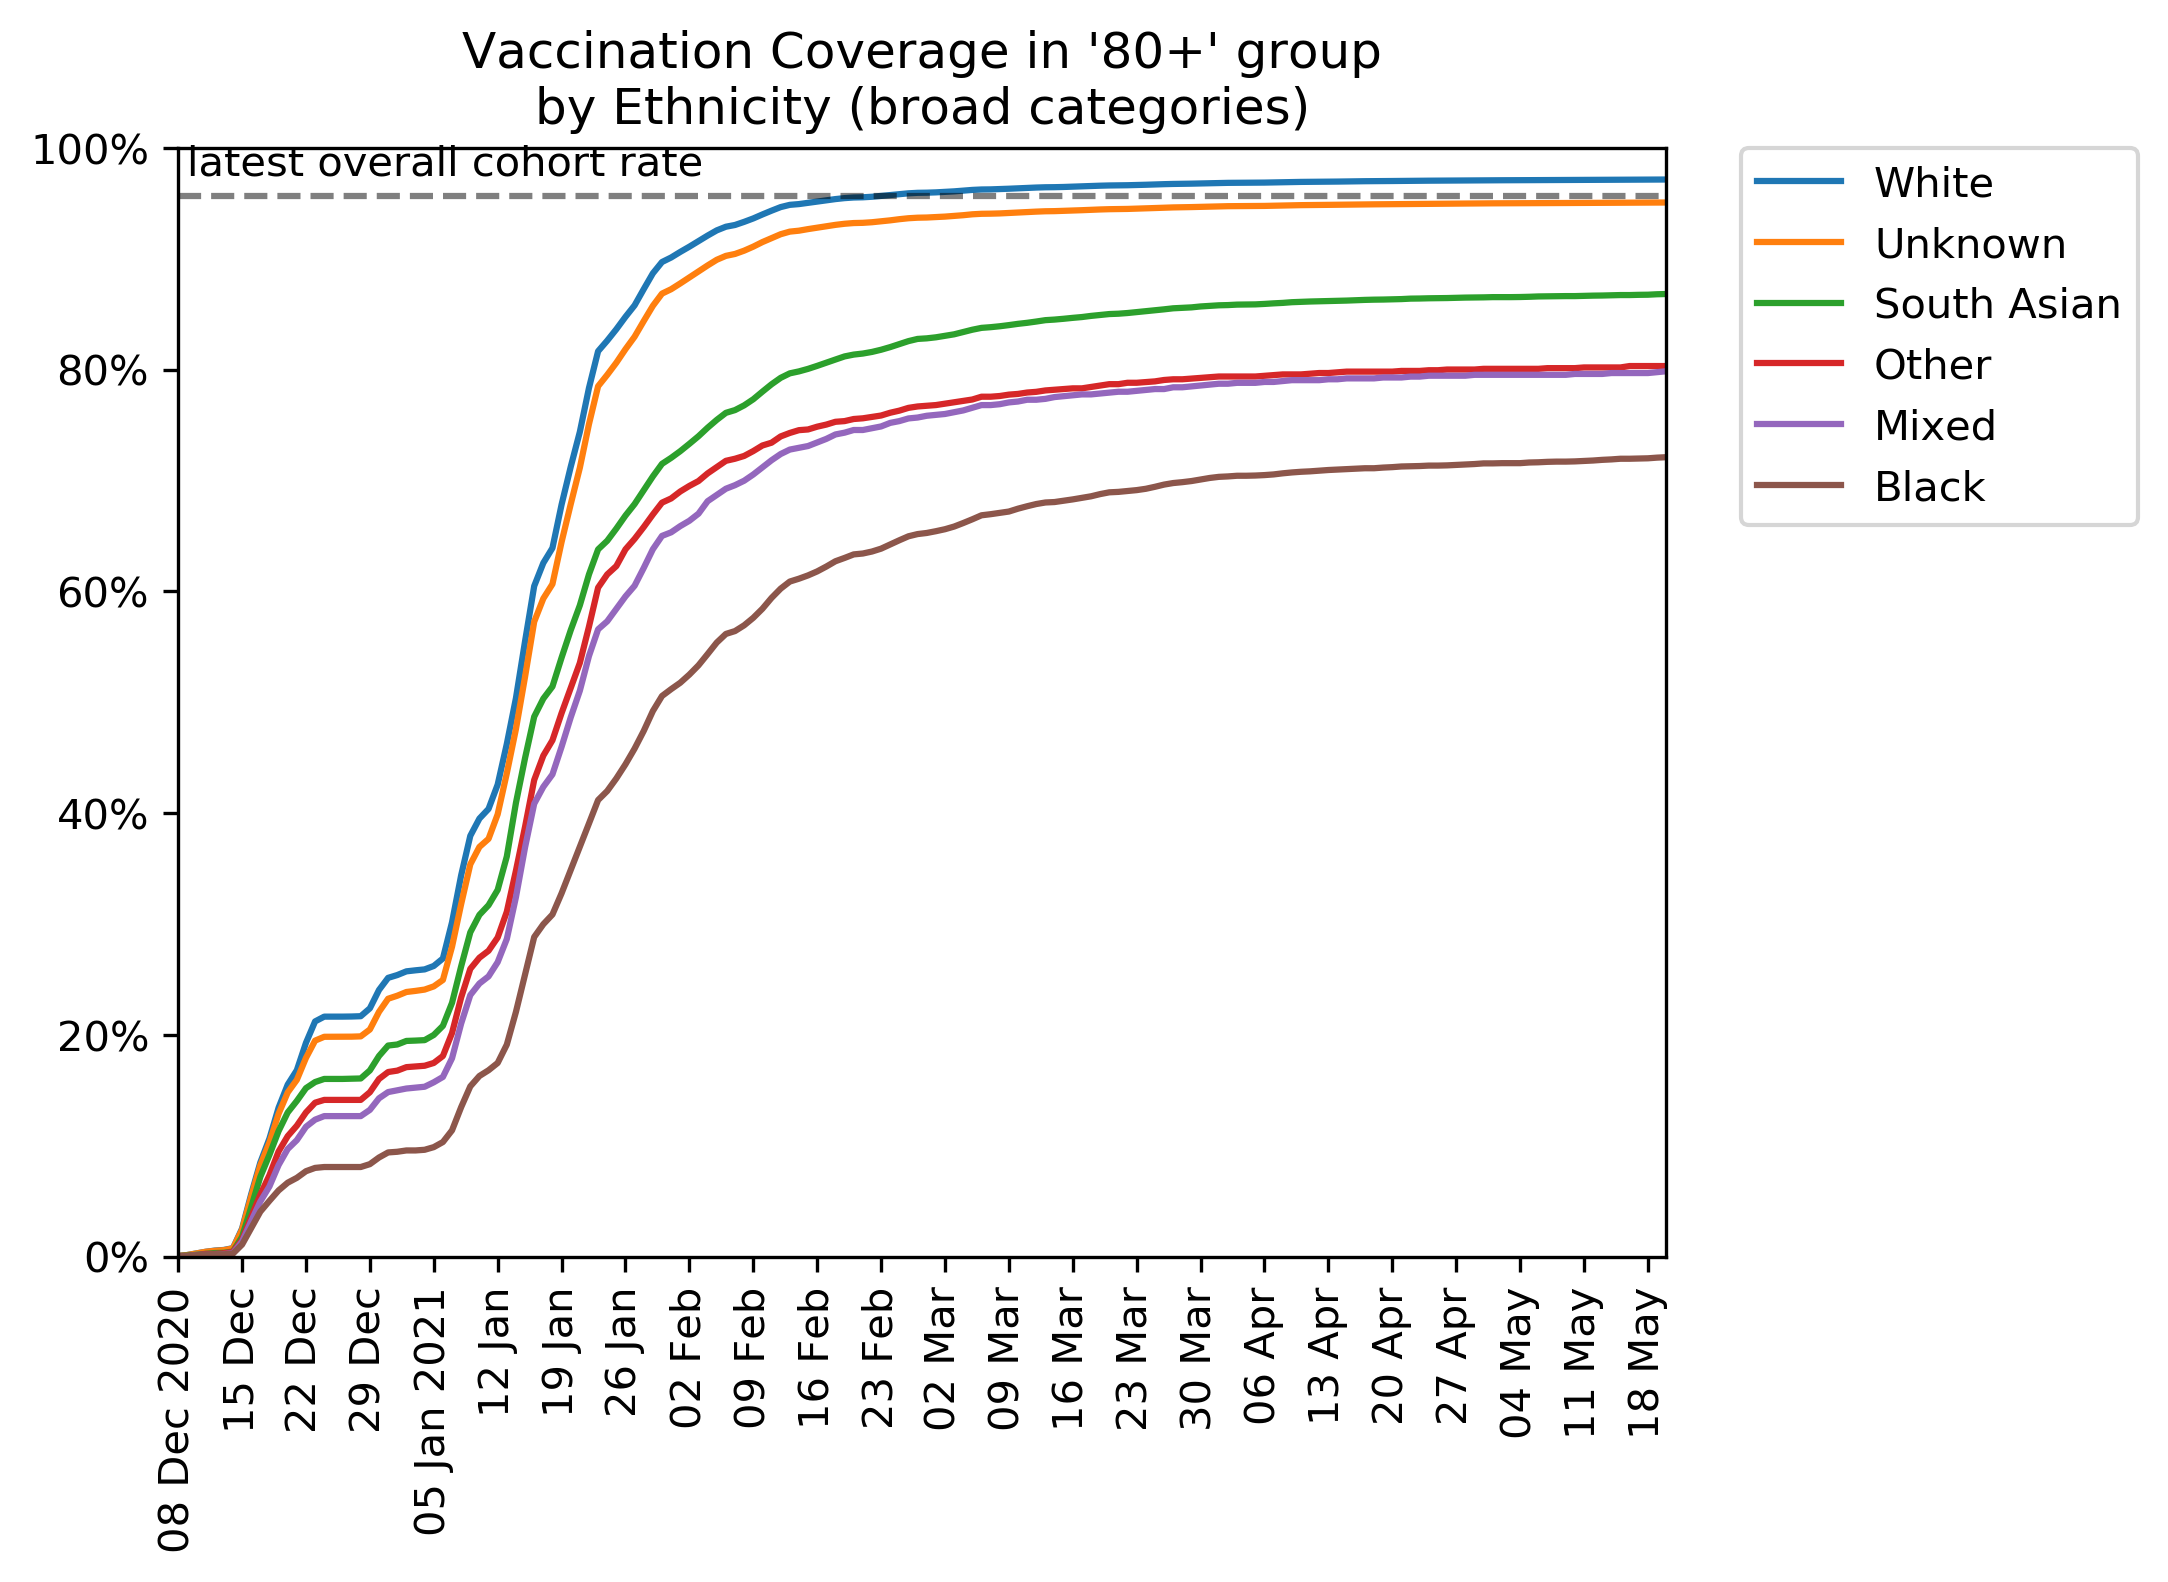 Vaccination Coverage in '80+' group
by Ethnicity (broad categories)
100%
80%
60%
40%
20%
0%
latest overall cohort rate
White
Unknown
South Asian
Other
Mixed
Black
08 Dec 2020
15 Dec
22 Dec
29 Dec
05 Jan 2021
12 Jan
19 Jan
26 Jan
02 Feb
09 Feb
16 Feb
23 Feb
02 Mar
09 Mar
16 Mar
23 Mar
30 Mar
06 Apr
13 Apr
20 Apr
27 Apr
04 May
11 May
18 May